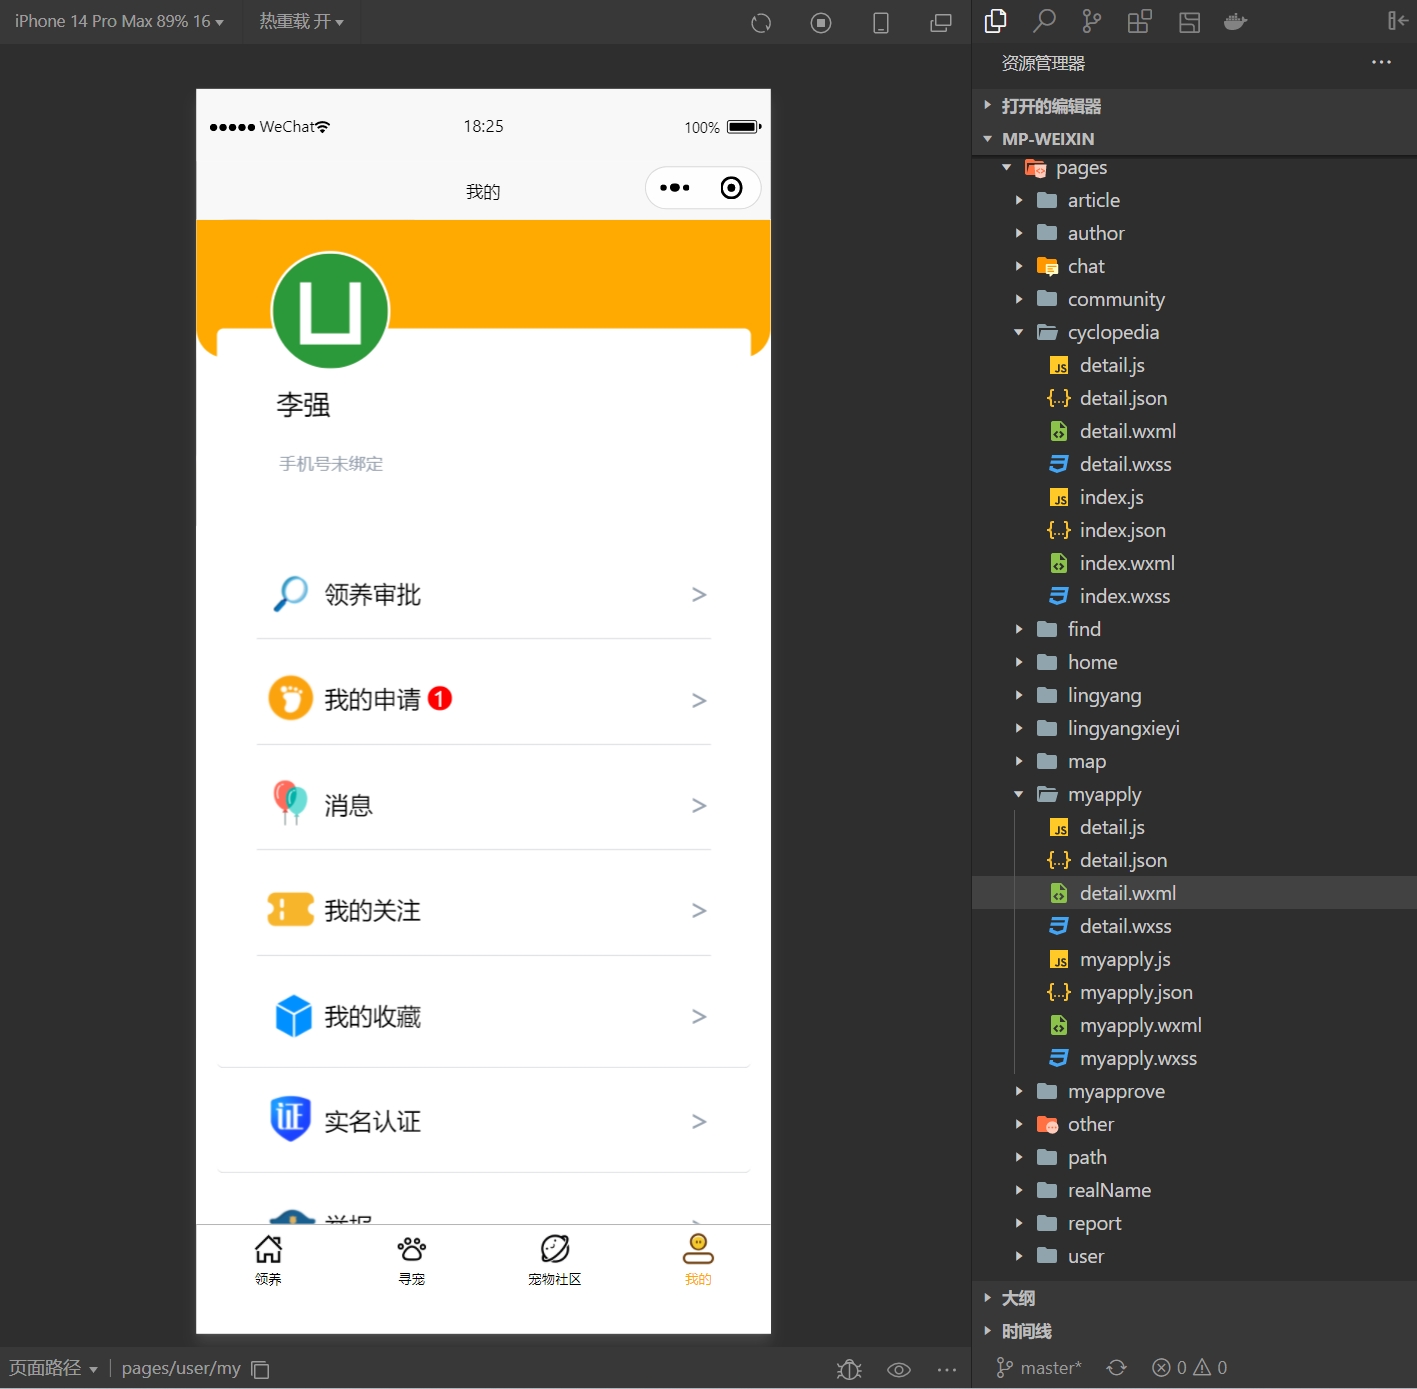 iPhone 14 Pro Max 89% 16
热重载 开
WeChat
18:25
100%
我的
李强
手机号未绑定
领养审批
>
我的申请
1
>
消息
>
我的关注
>
我的收藏
>
证
实名认证
>
举报
领养
寻宠
宠物社区
我的
页面路径
pages/user/my
资源管理器
打开的编辑器
MP-WEIXIN
pages
article
author
chat
community
cyclopedia
JS detail.js
{..} detail.json
detail.wxml
detail.wxss
JS index.js
{..} index.json
index.wxml
index.wxss
find
home
lingyang
lingyangxieyi
map
myapply
JS detail.js
{..} detail.json
detail.wxml
detail.wxss
JS myapply.js
{..} myapply.json
myapply.wxml
myapply.wxss
myapprove
other
path
realName
report
user
大纲
时间线
master*
0
0